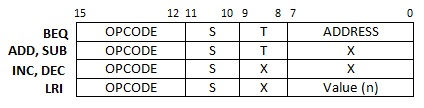 15 12 11 10 9 8 7 0
BEQ OPCODE S T ADDRESS
ADD, SUB OPCODE S T X
INC, DEC OPCODE S X X
LRI OPCODE S X Value (n)